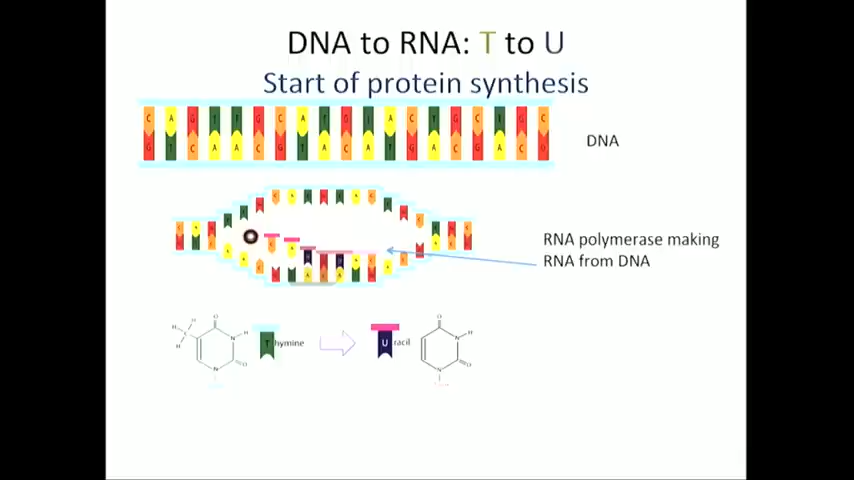 DNA to RNA: T to U
Start of protein synthesis
C A G T T G C A T G T A C T G C T G C
G T C A A C G T A C A T G A C G A C G
DNA
RNA polymerase making
RNA from DNA
T hymine
U racil